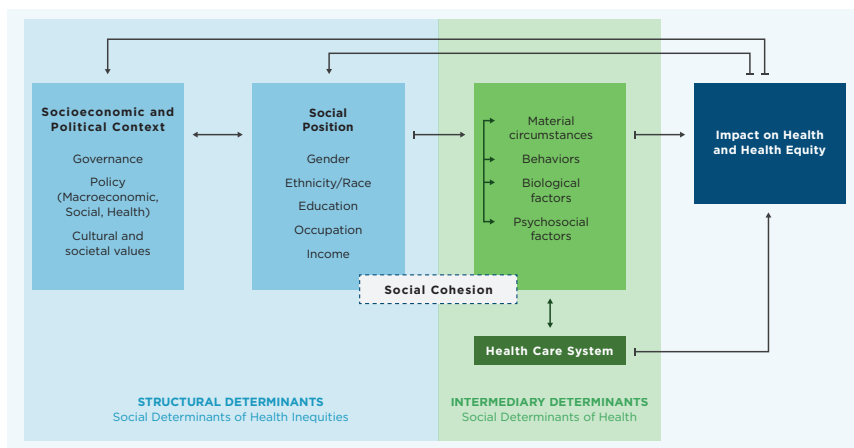 Socioeconomic and
Political Context
Governance
Policy
(Macroeconomic,
Social, Health)
Cultural and
societal values
Social
Position
Gender
Ethnicity/Race
Education
Occupation
Income
Material
circumstances
Behaviors
Biological
factors
Psychosocial
factors
Impact on Health
and Health Equity
Social Cohesion
Health Care System
STRUCTURAL DETERMINANTS
Social Determinants of Health Inequities
INTERMEDIARY DETERMINANTS
Social Determinants of Health